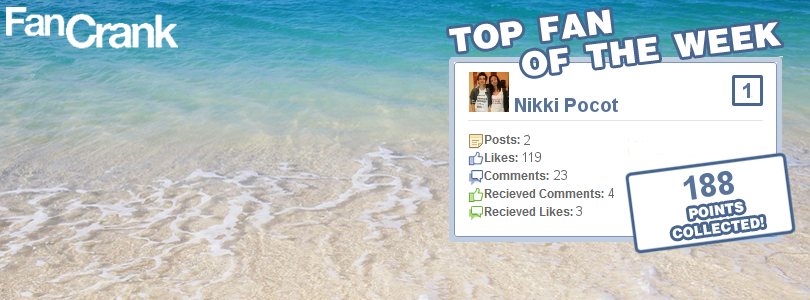 FanCrank
TOP FAN
OF THE WEEK
1
Nikki Pocot
Posts: 2
Likes: 119
Comments: 23
Recieved Comments: 4
Recieved Likes: 3
188
POINTS
COLLECTED!